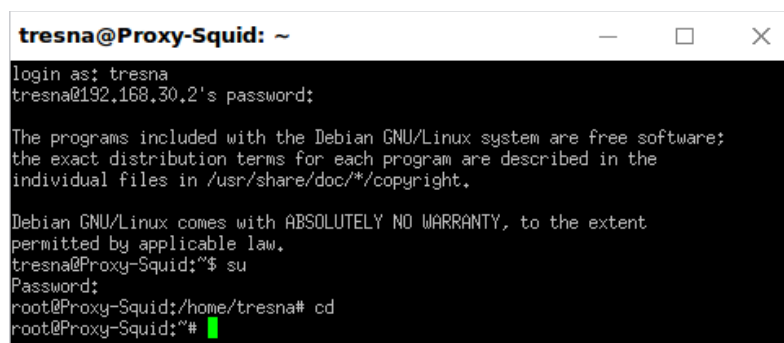 tresna@Proxy-Squid: ~
login as: tresna
tresna@192.168.30.2's password:
The programs included with the Debian GNU/Linux system are free software;
the exact distribution terms for each program are described in the
individual files in /usr/share/doc/*/copyright.
Debian GNU/Linux comes with ABSOLUTELY NO WARRANTY, to the extent
permitted by applicable law.
tresna@Proxy-Squid:~$ su
Password:
root@Proxy-Squid:/home/tresna# cd
root@Proxy-Squid:~#